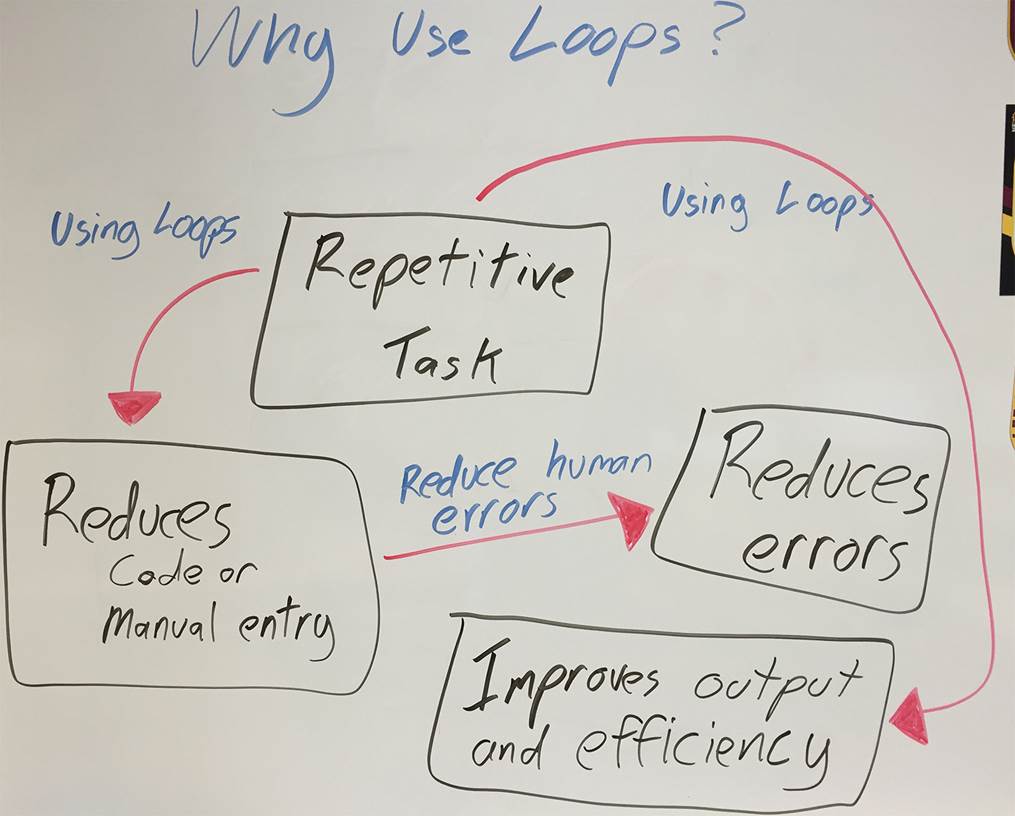 Why Use Loops?
Using Loops
Using Loops
Repetitive
Task
Reduces
Code or
Manual entry
Reduce human
errors
Reduces
errors
Improves output
and efficiency